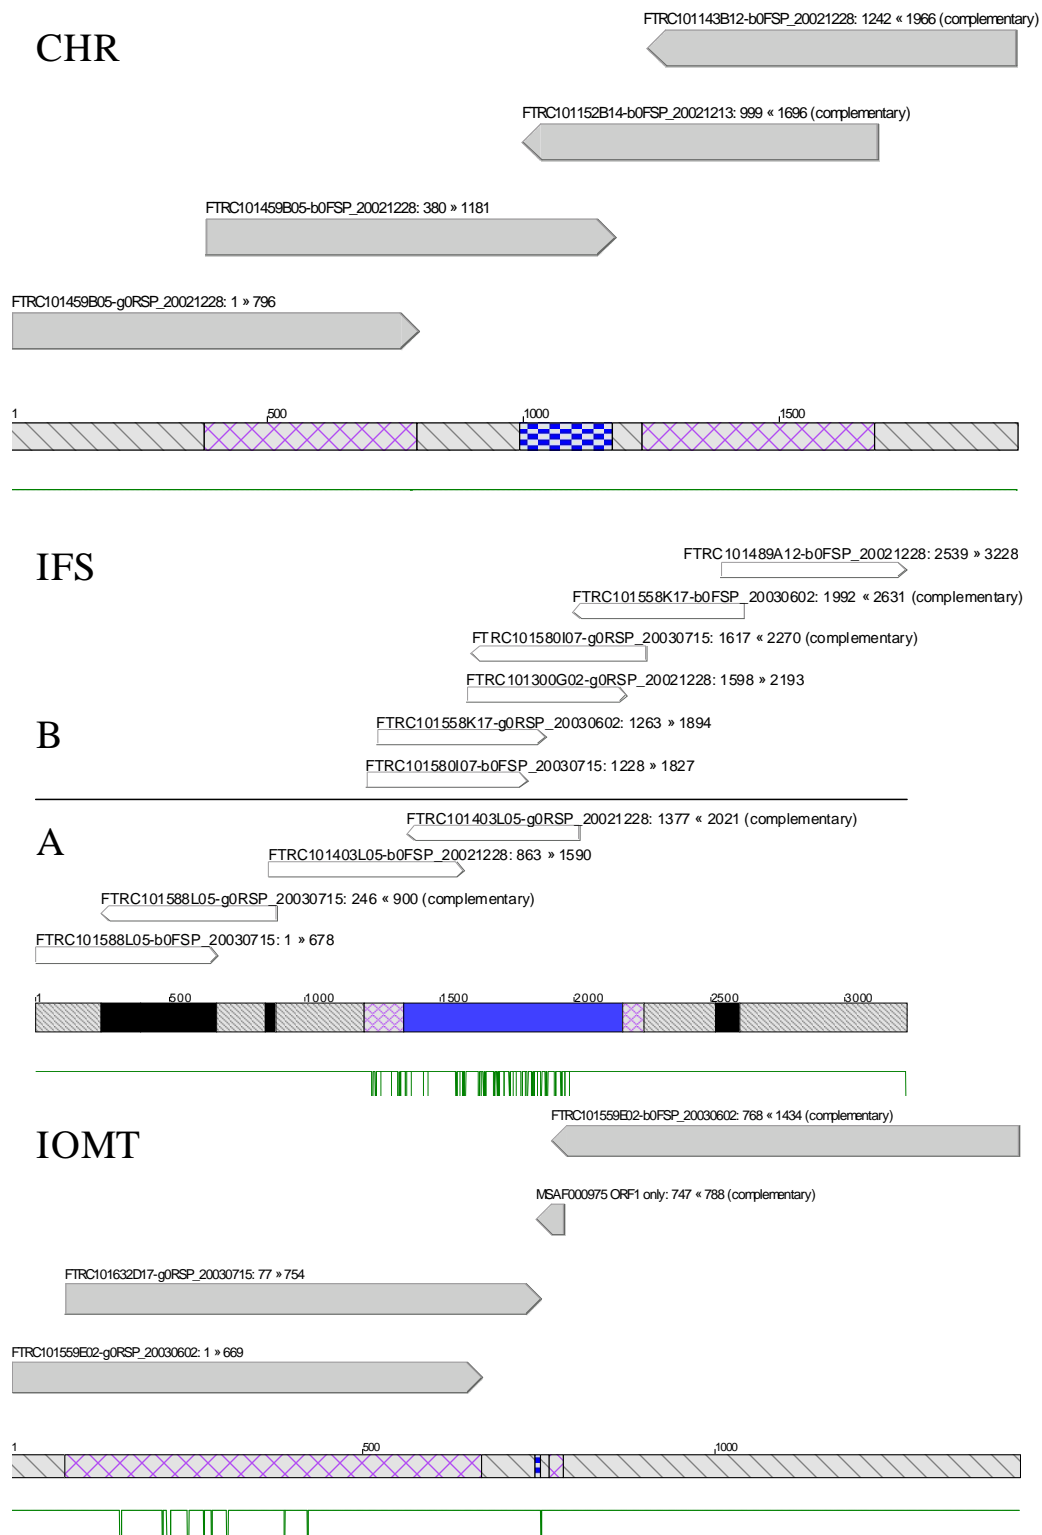 FTRC101143B12-b0FSP_20021228: 1242 « 1966 (complementary)
CHR
FTRC101152B14-b0FSP_20021213: 999 « 1696 (complementary)
FTRC101459B05-b0FSP_20021228: 380 » 1181
FTRC101459B05-g0RSP_20021228: 1 » 796
1 500 1000 1500
IFS
FTRC101489A12-b0FSP_20021228: 2539 » 3228
FTRC101558K17-b0FSP_20030602: 1992 « 2631 (complementary)
FTRC101580I07-g0RSP_20030715: 1617 « 2270 (complementary)
FTRC101300G02-g0RSP_20021228: 1598 » 2193
B
FTRC101558K17-g0RSP_20030602: 1263 » 1894
FTRC101580I07-b0FSP_20030715: 1228 » 1827
FTRC101403L05-g0RSP_20021228: 1377 « 2021 (complementary)
A
FTRC101403L05-b0FSP_20021228: 863 » 1590
FTRC101588L05-g0RSP_20030715: 246 « 900 (complementary)
FTRC101588L05-b0FSP_20030715: 1 » 678
1 500 1000 1500 2000 2500 3000
FTRC101559E02-b0FSP_20030602: 768 « 1434 (complementary)
IOMT
MSAF000975 ORF1 only: 747 « 788 (complementary)
FTRC101632D17-g0RSP_20030715: 77 » 754
FTRC101559E02-g0RSP_20030602: 1 » 669
1 500 1000